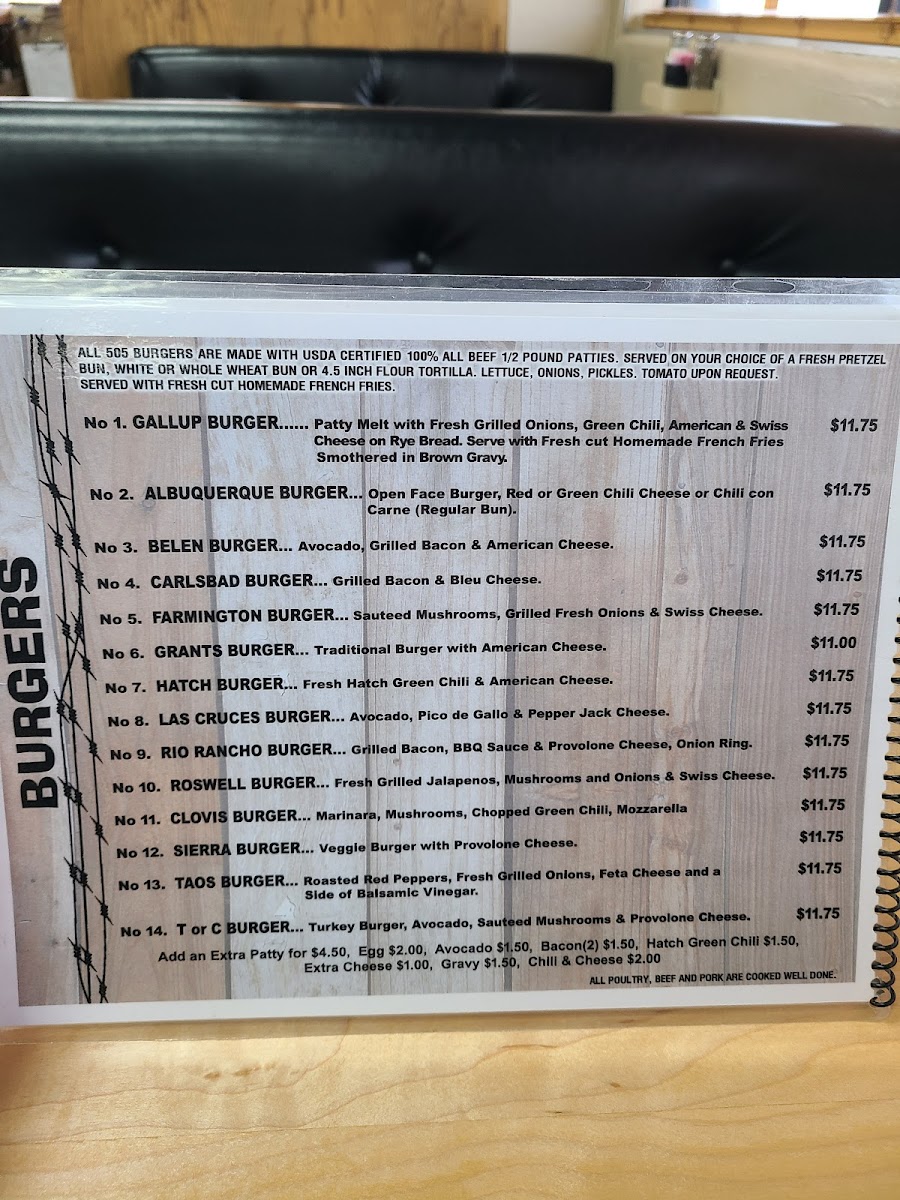 BURGERS
ALL 505 BURGERS ARE MADE WITH USDA CERTIFIED 100% ALL BEEF 1/2 POUND PATTIES. SERVED ON YOUR CHOICE OF A FRESH PRETZEL
BUN, WHITE OR WHOLE WHEAT BUN OR 4.5 INCH FLOUR TORTILLA. LETTUCE, ONIONS, PICKLES. TOMATO UPON REQUEST.
SERVED WITH FRESH CUT HOMEMADE FRENCH FRIES.
No 1. GALLUP BURGER...... Patty Melt with Fresh Grilled Onions, Green Chili, American & Swiss $11.75
Cheese on Rye Bread. Serve with Fresh cut Homemade French Fries
Smothered in Brown Gravy.
No 2. ALBUQUERQUE BURGER... Open Face Burger, Red or Green Chili Cheese or Chili con $11.75
Carne (Regular Bun).
No 3. BELEN BURGER... Avocado, Grilled Bacon & American Cheese. $11.75
No 4. CARLSBAD BURGER... Grilled Bacon & Bleu Cheese. $11.75
No 5. FARMINGTON BURGER... Sauteed Mushrooms, Grilled Fresh Onions & Swiss Cheese. $11.75
No 6. GRANTS BURGER... Traditional Burger with American Cheese. $11.00
No 7. HATCH BURGER... Fresh Hatch Green Chili & American Cheese. $11.75
No 8. LAS CRUCES BURGER... Avocado, Pico de Gallo & Pepper Jack Cheese. $11.75
No 9. RIO RANCHO BURGER... Grilled Bacon, BBQ Sauce & Provolone Cheese, Onion Ring. $11.75
No 10. ROSWELL BURGER... Fresh Grilled Jalapenos, Mushrooms and Onions & Swiss Cheese. $11.75
No 11. CLOVIS BURGER... Marinara, Mushrooms, Chopped Green Chili, Mozzarella $11.75
No 12. SIERRA BURGER... Veggie Burger with Provolone Cheese. $11.75
No 13. TAOS BURGER... Roasted Red Peppers, Fresh Grilled Onions, Feta Cheese and a $11.75
Side of Balsamic Vinegar.
No 14. T or C BURGER... Turkey Burger, Avocado, Sauteed Mushrooms & Provolone Cheese. $11.75
Add an Extra Patty for $4.50, Egg $2.00, Avocado $1.50, Bacon(2) $1.50, Hatch Green Chili $1.50,
Extra Cheese $1.00, Gravy $1.50, Chili & Cheese $2.00
ALL POULTRY, BEEF AND PORK ARE COOKED WELL DONE.